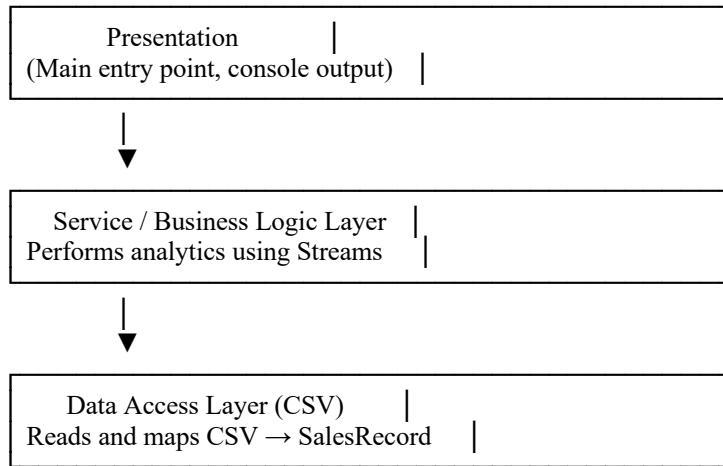 Presentation
(Main entry point, console output)
Service / Business Logic Layer
Performs analytics using Streams
Data Access Layer (CSV)
Reads and maps CSV → SalesRecord